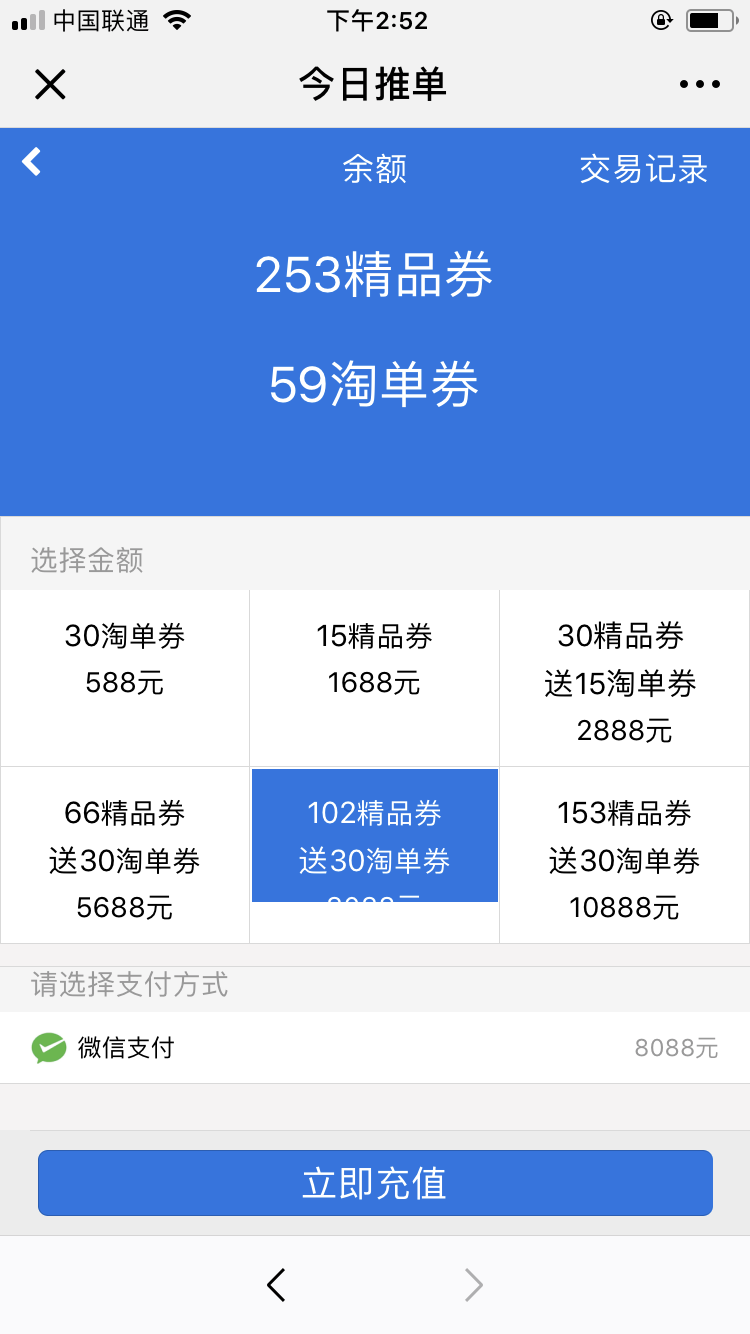 中国联通
下午2:52
今日推单
余额
交易记录
253精品券
59淘单券
选择金额
30淘单券
588元
15精品券
1688元
30精品券
送15淘单券
2888元
66精品券
送30淘单券
5688元
102精品券
送30淘单券
8088元
153精品券
送30淘单券
10888元
请选择支付方式
微信支付
8088元
立即充值